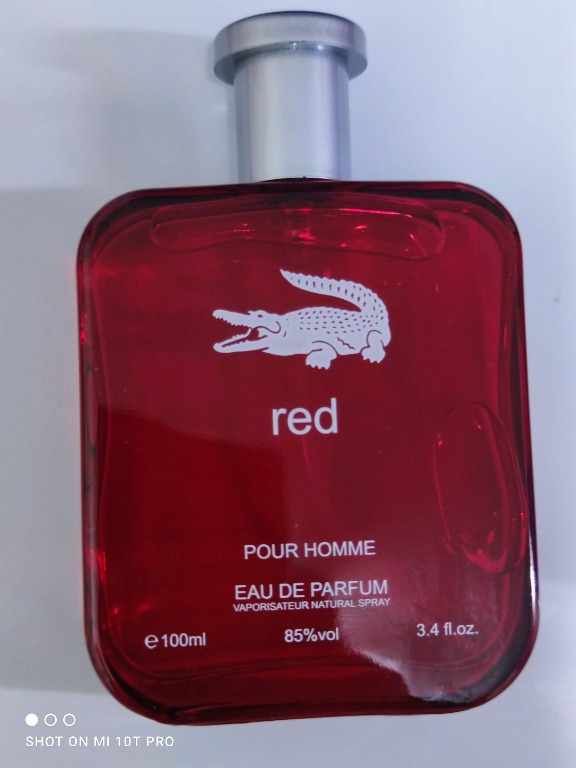 red
POUR HOMME
EAU DE PARFUM
VAPORISATEUR NATURAL SPRAY
℮100ml 85%vol 3.4 fl.oz.
SHOT ON MI 10T PRO